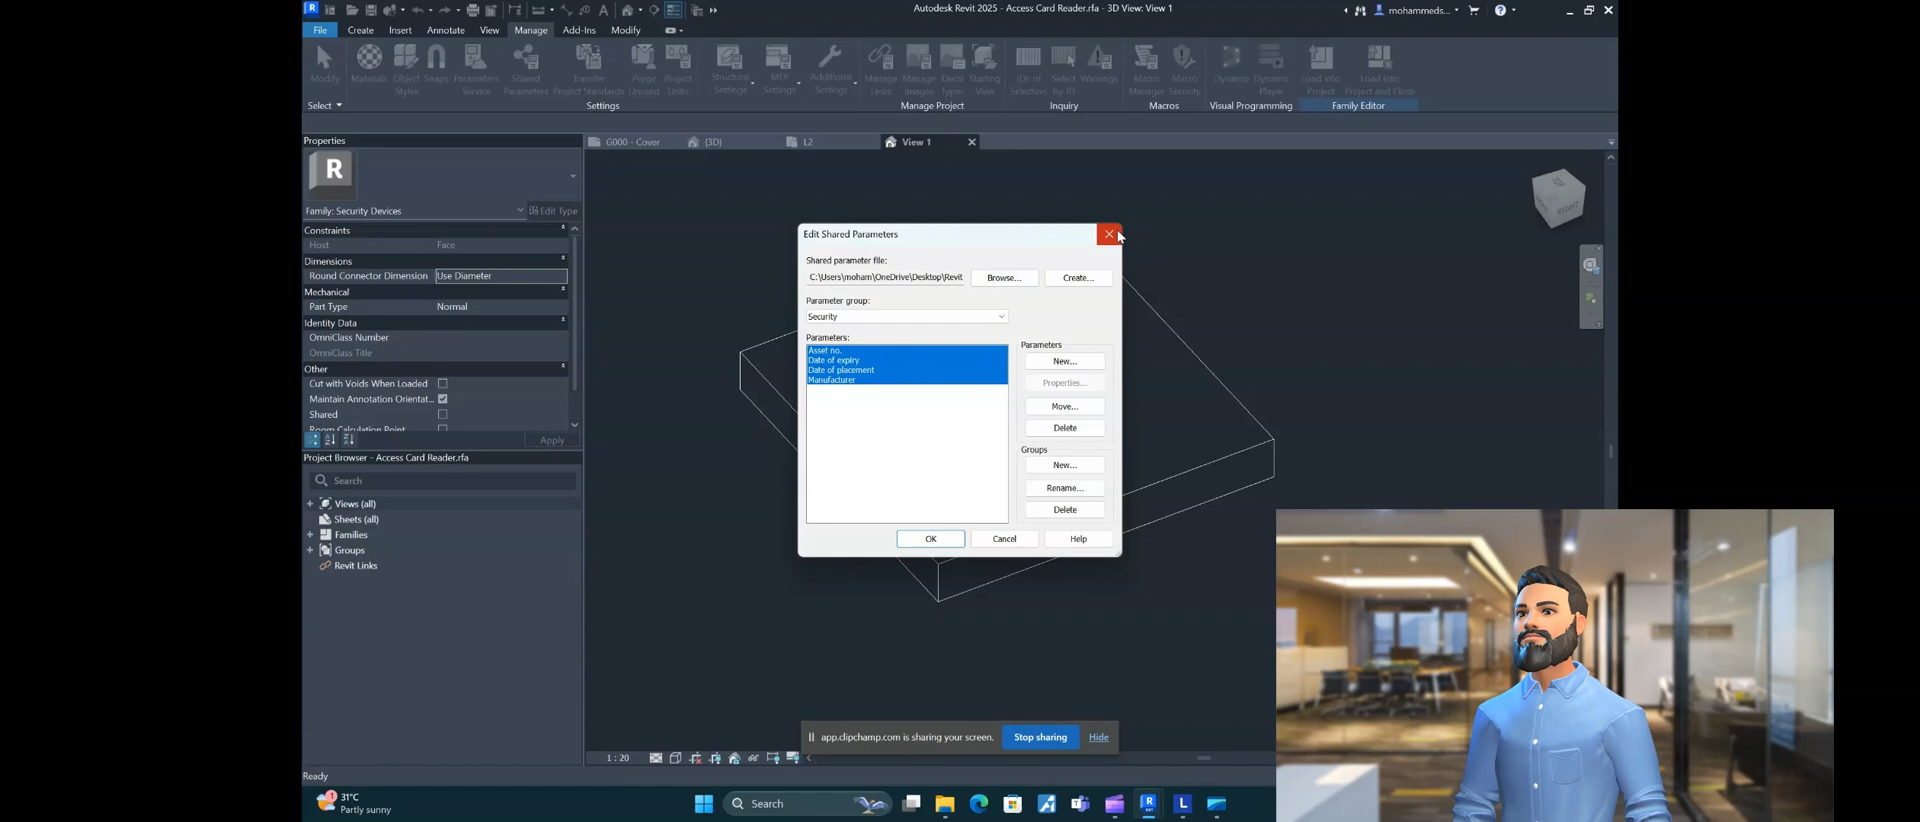 Autodesk Revit 2025 - Access Card Reader.rfa - 3D View: View 1
mohammeds...
File Create Insert Annotate View Manage Add-Ins Modify
Modify
Materials
Object Styles
Snaps
Parameters Service
Shared Parameters
Transfer Project Standards
Purge Unused
Project Units
Structural Settings
MEP Settings
Additional Settings
Manage Links
Manage Images
Decal Types
Starting View
IDs of Selection
Select by ID
Warnings
Macro Manager
Macro Security
Dynamo
Dynamo Player
Load into Project
Load into Project and Close
Select
Settings
Manage Project
Inquiry
Macros
Visual Programming
Family Editor
Properties
G000 - Cover
{3D}
L2
View 1
R
Family: Security Devices
Edit Type
Constraints
Host Face
Dimensions
Round Connector Dimension Use Diameter
Mechanical
Part Type Normal
Identity Data
OmniClass Number
OmniClass Title
Other
Cut with Voids When Loaded
Maintain Annotation Orientat...
Shared
Room Calculation Point
Apply
Project Browser - Access Card Reader.rfa
Search
Views (all)
Sheets (all)
Families
Groups
Revit Links
RIGHT
Edit Shared Parameters
Shared parameter file:
C:\Users\moham\OneDrive\Desktop\Revit
Browse...
Create...
Parameter group:
Security
Parameters:
Asset no.
Date of expiry
Date of placement
Manufacturer
Parameters
New...
Properties...
Move...
Delete
Groups
New...
Rename...
Delete
OK
Cancel
Help
app.clipchamp.com is sharing your screen.
Stop sharing
Hide
1 : 20
Ready
1
31°C
Partly sunny
Search
R
L